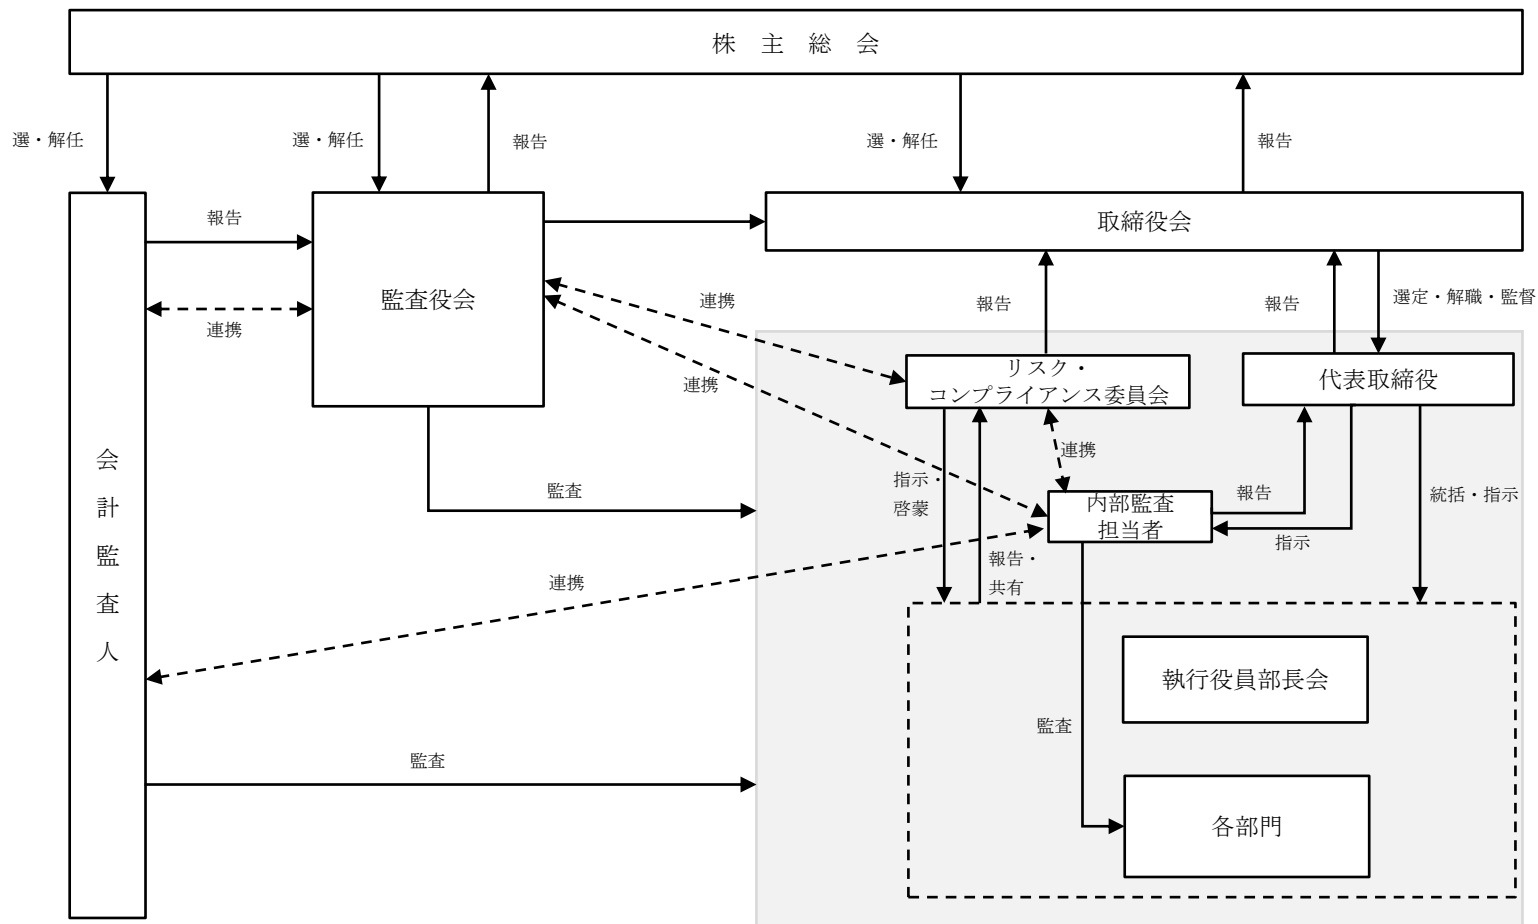 株 主 総 会
選・解任
選・解任
報告
選・解任
報告
報告
取締役会
監査役会
連携
連携
報告
報告
選定・解職・監督
連携
リスク・
コンプライアンス委員会
代表取締役
連携
会計監査人
監査
指示・
啓蒙
内部監査
担当者
報告
統括・指示
指示
連携
報告・
共有
執行役員部長会
監査
監査
各部門